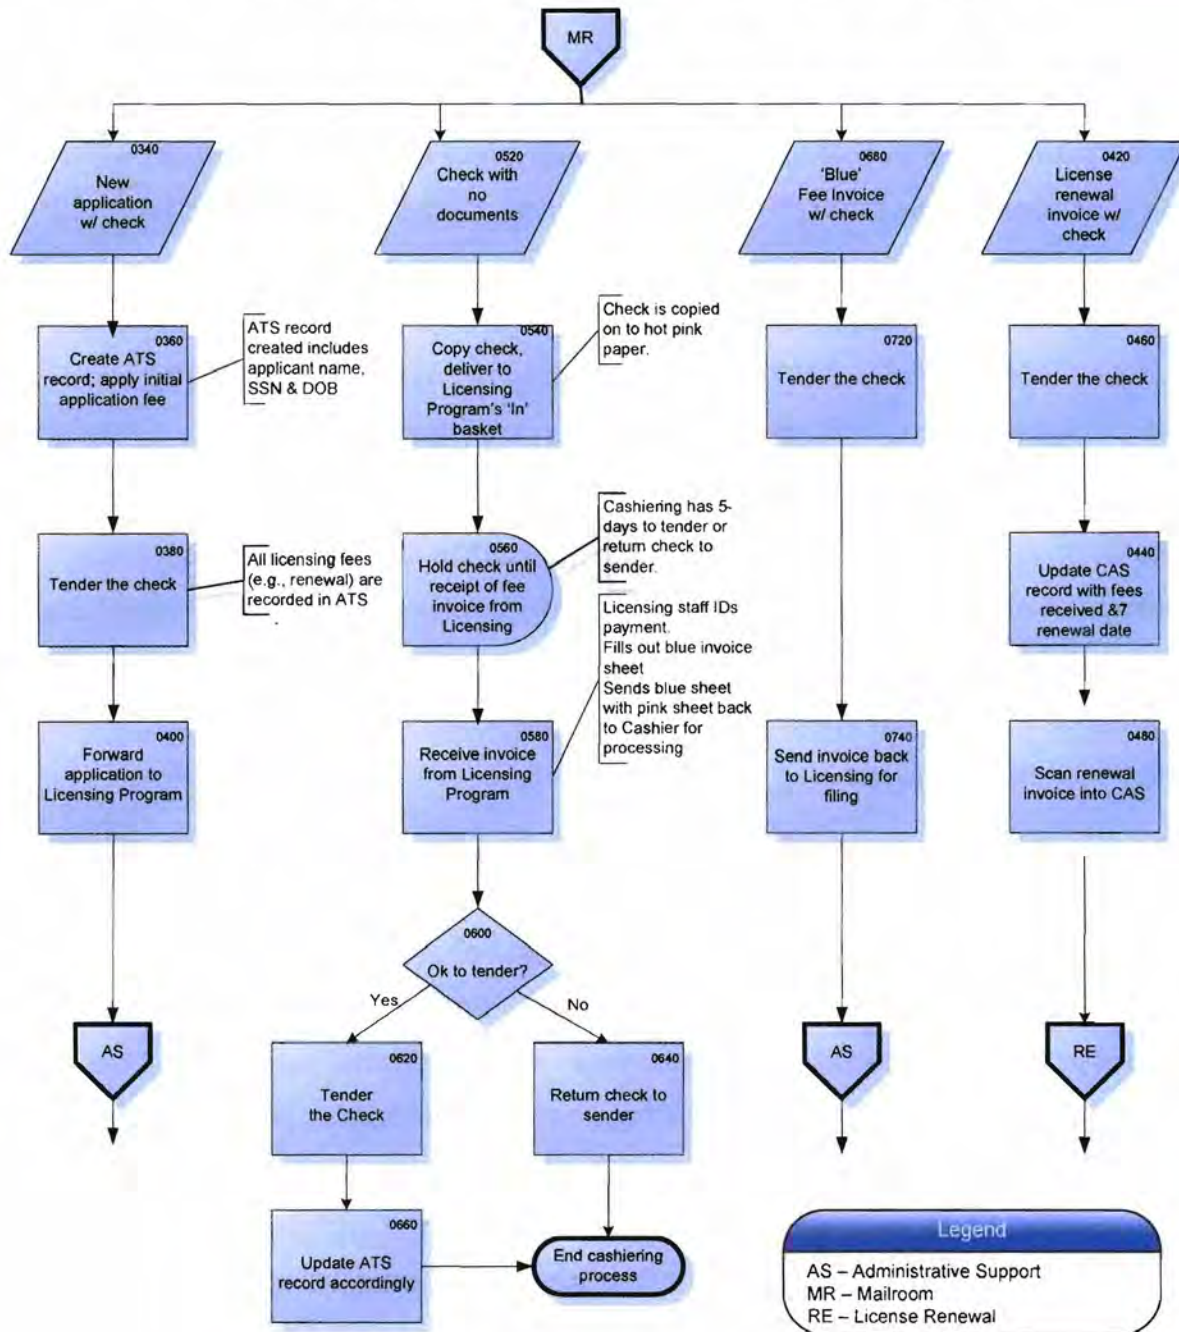 MR
0340
New
application
w/ check
0520
Check with
no
documents
0680
'Blue'
Fee Invoice
w/ check
0420
License
renewal
invoice w/
check
0360
Create ATS
record; apply initial
application fee
ATS record
created includes
applicant name,
SSN & DOB
0540
Copy check,
deliver to
Licensing
Program's 'In'
basket
Check is copied
on to hot pink
paper.
0720
Tender the check
0460
Tender the check
0380
Tender the check
All licensing fees
(e.g., renewal) are
recorded in ATS
.
0560
Hold check until
receipt of fee
invoice from
Licensing
Cashiering has 5-
days to tender or
return check to
sender.
0440
Update CAS
record with fees
received &7
renewal date
Licensing staff IDs
payment.
Fills out blue invoice
sheet
Sends blue sheet
with pink sheet back
to Cashier for
processing
0400
Forward
application to
Licensing Program
0580
Receive invoice
from Licensing
Program
0740
Send invoice back
to Licensing for
filing
0480
Scan renewal
invoice into CAS
0600
Ok to tender?
Yes
No
AS
0620
Tender
the Check
0640
Return check to
sender
AS
RE
0660
Update ATS
record accordingly
End cashiering
process
Legend
AS – Administrative Support
MR – Mailroom
RE – License Renewal